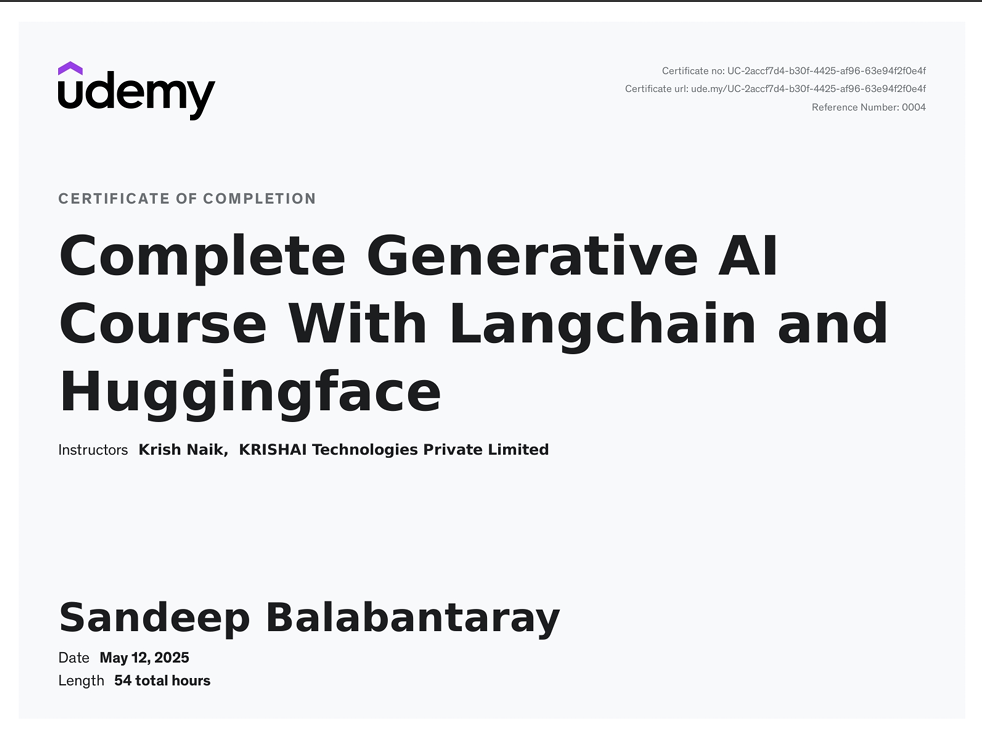 udemy
Certificate no: UC-2accf7d4-b30f-4425-af96-63e94f2f0e4f
Certificate url: ude.my/UC-2accf7d4-b30f-4425-af96-63e94f2f0e4f
Reference Number: 0004
CERTIFICATE OF COMPLETION
Complete Generative AI
Course With Langchain and
Huggingface
Instructors Krish Naik, KRISHAI Technologies Private Limited
Sandeep Balabantaray
Date May 12, 2025
Length 54 total hours